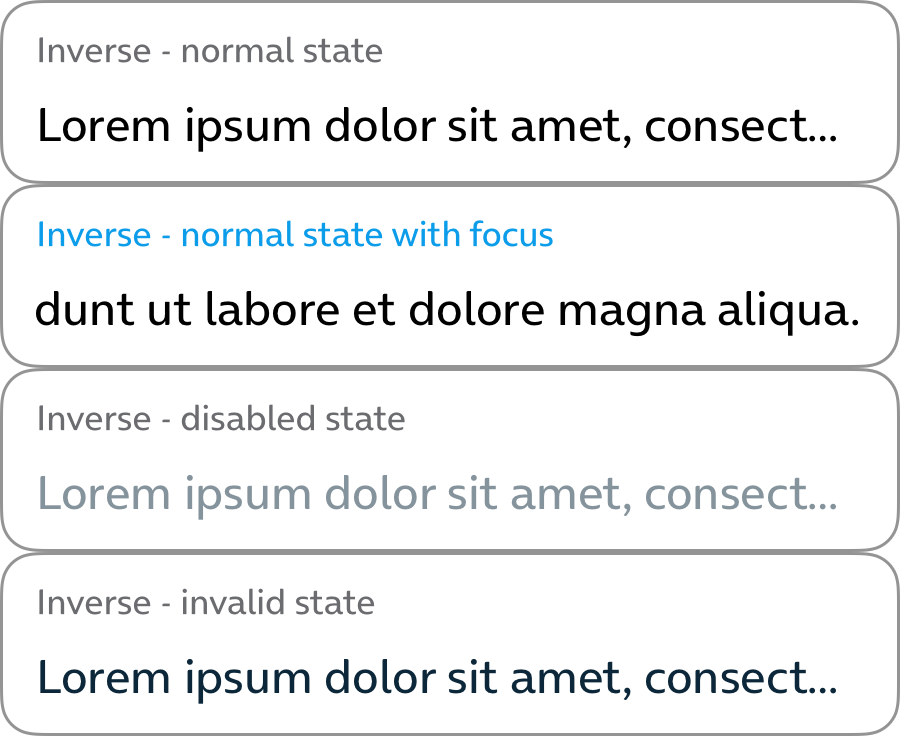 Inverse - normal state
Lorem ipsum dolor sit amet, consect...
Inverse - normal state with focus
dunt ut labore et dolore magna aliqua.
Inverse - disabled state
Lorem ipsum dolor sit amet, consect...
Inverse - invalid state
Lorem ipsum dolor sit amet, consect...